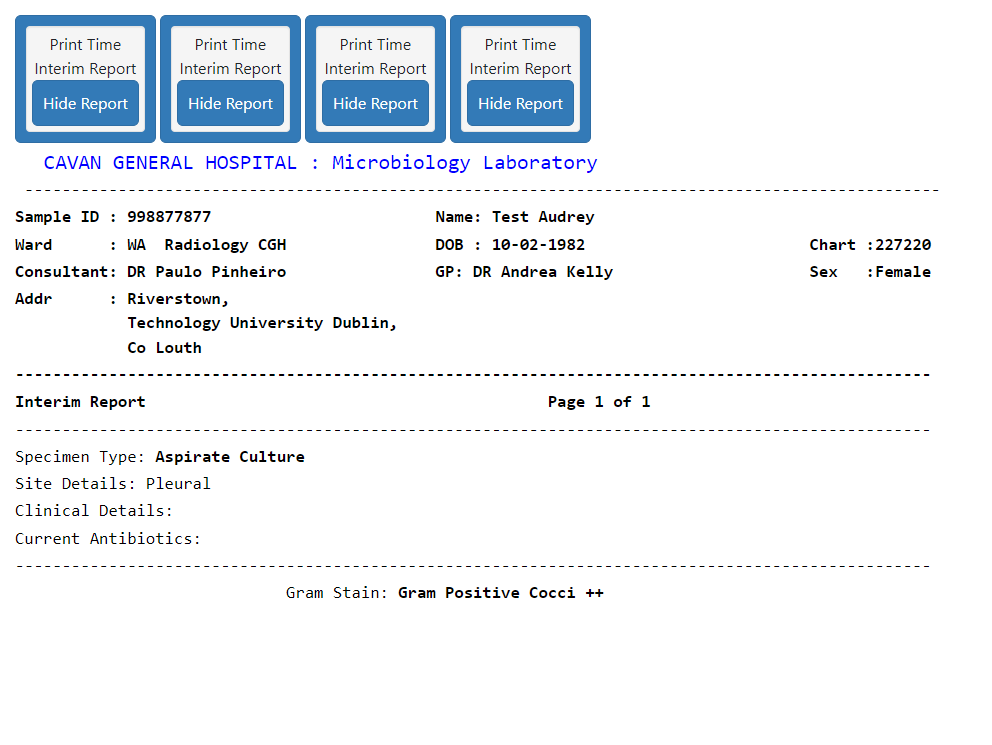 Print Time Print Time Print Time Print Time
Interim Report Interim Report Interim Report Interim Report
Hide Report Hide Report Hide Report Hide Report
CAVAN GENERAL HOSPITAL : Microbiology Laboratory
Sample ID : 998877877 Name: Test Audrey
Ward : WA Radiology CGH DOB : 10-02-1982 Chart :227220
Consultant: DR Paulo Pinheiro GP: DR Andrea Kelly Sex :Female
Addr : Riverstown,
Technology University Dublin,
Co Louth
Interim Report Page 1 of 1
Specimen Type: Aspirate Culture
Site Details: Pleural
Clinical Details:
Current Antibiotics:
Gram Stain: Gram Positive Cocci ++